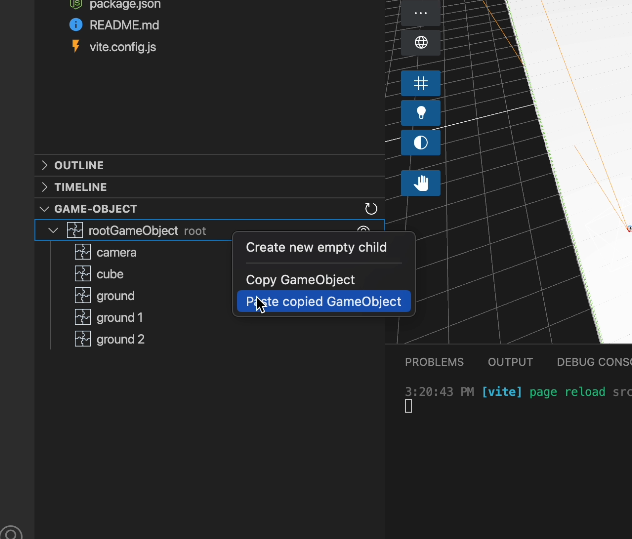 package.json
README.md
vite.config.js
OUTLINE
TIMELINE
GAME-OBJECT
rootGameObject root
camera
cube
ground
ground 1
ground 2
Create new empty child
Copy GameObject
Paste copied GameObject
PROBLEMS OUTPUT DEBUG CONS
3:20:43 PM [vite] page reload src